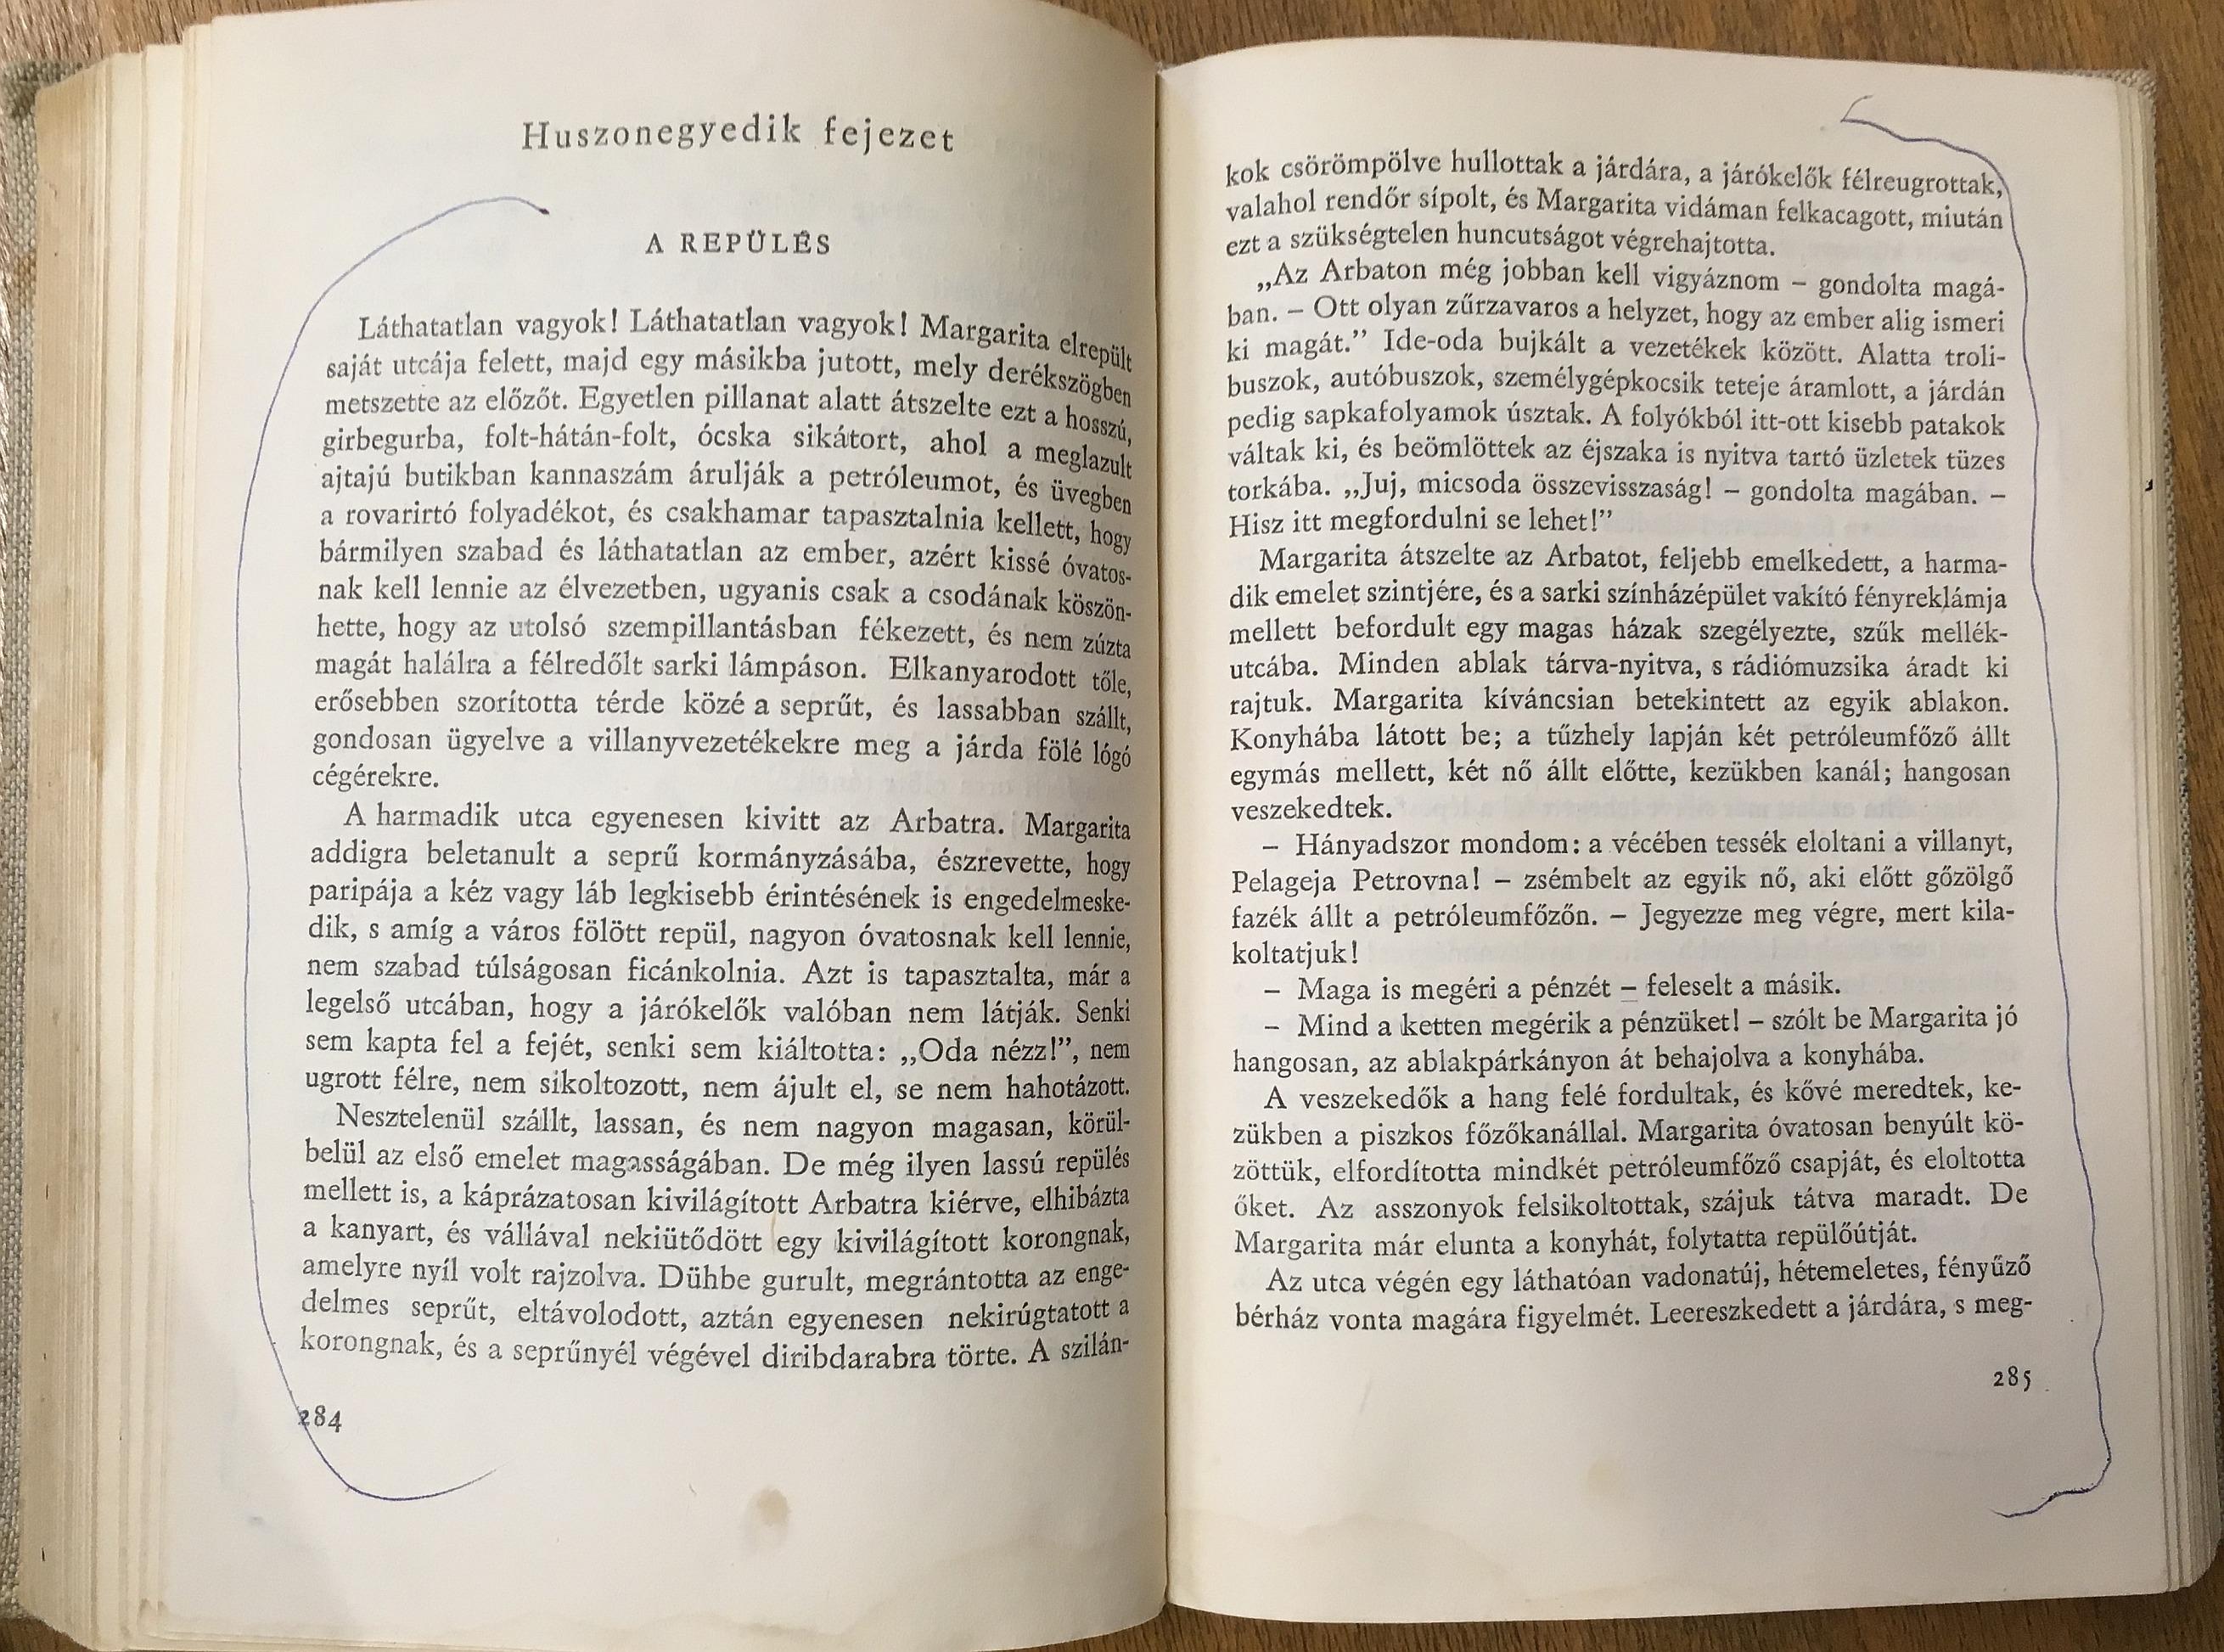 Huszonegyedik fejezet
A REPÜLÉS
Láthatatlan vagyok! Láthatatlan vagyok! Margarita elrepült
saját utcája felett, majd egy másikba jutott, mely derékszögben
metszette az előzőt. Egyetlen pillanat alatt átszelte ezt a hosszú,
girbegurba, folt-hátán-folt, ócska sikátort, ahol a meglazult
ajtajú butikban kannaszám árulják a petróleumot, és üvegben
a rovarirtó folyadékot, és csakhamar tapasztalnia kellett, hogy
bármilyen szabad és láthatatlan az ember, azért kissé óvatos-
nak kell lennie az élvezetben, ugyanis csak a csodának köszön-
hette, hogy az utolsó szempillantásban fékezett, és nem zúzta
magát halálra a félredőlt sarki lámpáson. Elkanyarodott tőle,
erősebben szorította térde közé a seprűt, és lassabban szállt,
gondosan ügyelve a villanyvezetékekre meg a járda fölé lógó
cégérekre.
A harmadik utca egyenesen kivitt az Arbatra. Margarita
addigra beletanult a seprű kormányzásába, észrevette, hogy
paripája a kéz vagy láb legkisebb érintésének is engedelmeske-
dik, s amíg a város fölött repül, nagyon óvatosnak kell lennie,
nem szabad túlságosan ficánkolnia. Azt is tapasztalta, már a
legelső utcában, hogy a járókelők valóban nem látják. Senki
sem kapta fel a fejét, senki sem kiáltotta: „Oda nézz!”, nem
ugrott félre, nem sikoltozott, nem ájult el, se nem hahotázott.
Nesztelenül szállt, lassan, és nem nagyon magasan, körül-
belül az első emelet magasságában. De még ilyen lassú repülés
mellett is, a káprázatosan kivilágított Arbatra kiérve, elhibázta
a kanyart, és vállával nekiütődött egy kivilágított korongnak,
amelyre nyíl volt rajzolva. Dühbe gurult, megrántotta az enge-
delmes seprűt, eltávolodott, aztán egyenesen nekirúgtatott a
korongnak, és a seprűnyél végével diribdarabra törte. A szilán-
284
kok csörömpölve hullottak a járdára, a járókelők félreugrottak,
valahol rendőr sípolt, és Margarita vidáman felkacagott, miután
ezt a szükségtelen huncutságot végrehajtotta.
„Az Arbaton még jobban kell vigyáznom – gondolta magá-
ban. – Ott olyan zűrzavaros a helyzet, hogy az ember alig ismeri
ki magát.” Ide-oda bujkált a vezetékek között. Alatta troli-
buszok, autóbuszok, személygépkocsik teteje áramlott, a járdán
pedig sapkafolyamok úsztak. A folyókból itt-ott kisebb patakok
váltak ki, és beömlöttek az éjszaka is nyitva tartó üzletek tüzes
torkába. „Juj, micsoda összevisszaság! – gondolta magában. –
Hisz itt megfordulni se lehet!”
Margarita átszelte az Arbatot, feljebb emelkedett, a harma-
dik emelet szintjére, és a sarki színházépület vakító fényreklámja
mellett befordult egy magas házak szegélyezte, szűk mellék-
utcába. Minden ablak tárva-nyitva, s rádiómuzsika áradt ki
rajtuk. Margarita kíváncsian betekintett az egyik ablakon.
Konyhába látott be; a tűzhely lapján két petróleumfőző állt
egymás mellett, két nő állt előtte, kezükben kanál; hangosan
veszekedtek.
– Hányadszor mondom: a vécében tessék eloltani a villanyt,
Pelageja Petrovna! – zsémbelt az egyik nő, aki előtt gőzölgő
fazék állt a petróleumfőzőn. – Jegyezze meg végre, mert kila-
koltatjuk!
– Maga is megéri a pénzét – feleselt a másik.
– Mind a ketten megérik a pénzüket! – szólt be Margarita jó
hangosan, az ablakpárkányon át behajolva a konyhába.
A veszekedők a hang felé fordultak, és kővé meredtek, ke-
zükben a piszkos főzőkanállal. Margarita óvatosan benyúlt kö-
zöttük, elfordította mindkét petróleumfőző csapját, és eloltotta
őket. Az asszonyok felsikoltottak, szájuk tátva maradt. De
Margarita már elunta a konyhát, folytatta repülőútját.
Az utca végén egy láthatóan vadonatúj, hétemeletes, fényűző
bérház vonta magára figyelmét. Leereszkedett a járdára, s meg-
285